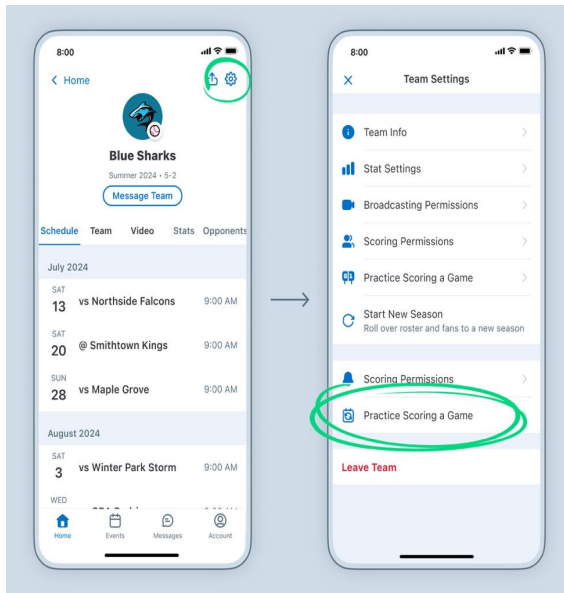 8:00
Home
Blue Sharks
Summer 2024 • 5-2
Message Team
Schedule Team Video Stats Opponents
July 2024
SAT
13 vs Northside Falcons 9:00 AM
SAT
20 @ Smithtown Kings 9:00 AM
SUN
28 vs Maple Grove 9:00 AM
August 2024
SAT
3 vs Winter Park Storm 9:00 AM
WED
Home Events Messages Account
8:00
Team Settings
Team Info
Stat Settings
Broadcasting Permissions
Scoring Permissions
Practice Scoring a Game
Start New Season
Roll over roster and fans to a new season
Scoring Permissions
Practice Scoring a Game
Leave Team